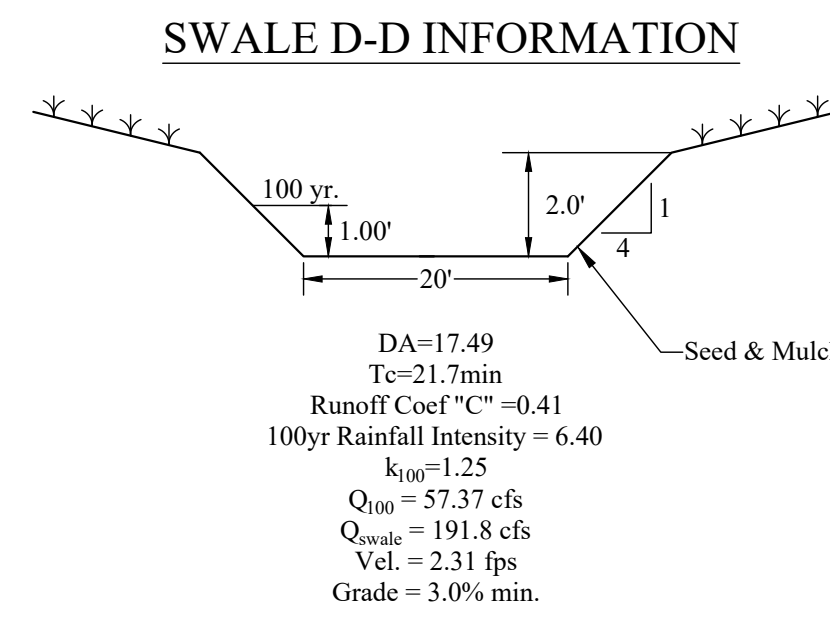 SWALE D-D INFORMATION
100 yr.
1.00'
2.0'
1
4
20'
Seed &
DA=17.49
Tc=21.7min
Runoff Coef "C" =0.41
100yr Rainfall Intensity = 6.40
k100=1.25
Q100 = 57.37 cfs
Qswale = 191.8 cfs
Vel. = 2.31 fps
Grade = 3.0% min.